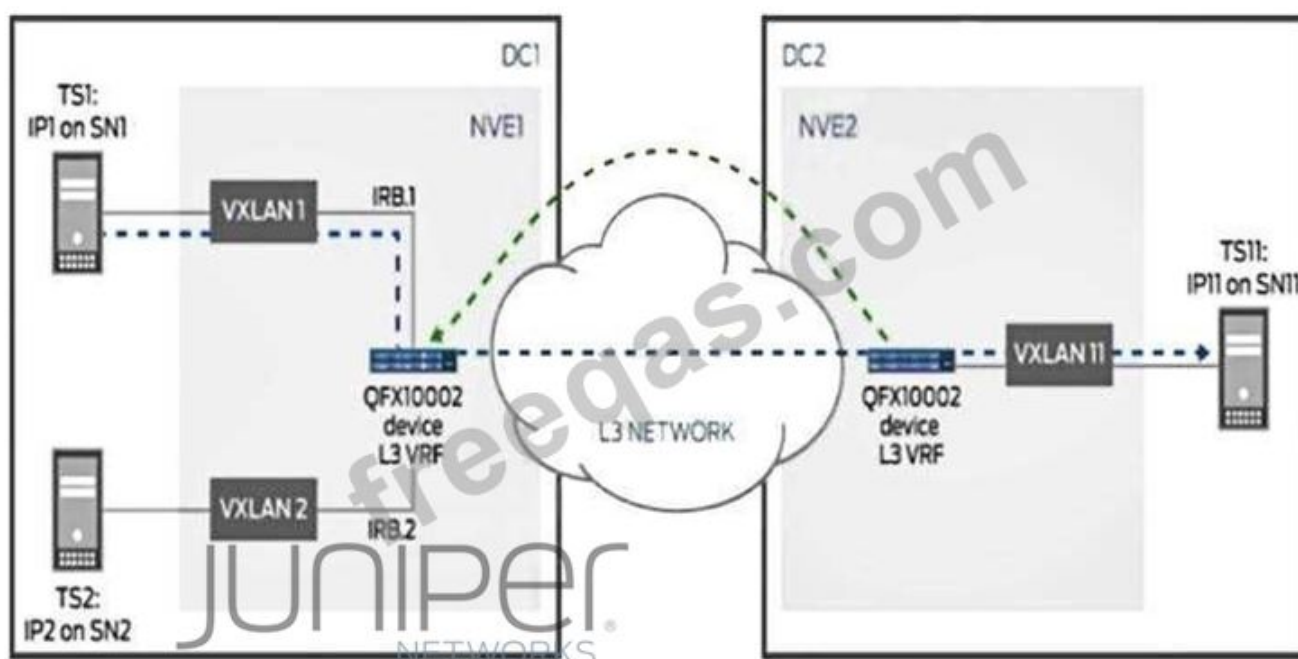 DC1
TS1:
IP1 on SN1
NVE1
VXLAN 1
IRB.1
QFX10002
device
L3 VRF
VXLAN 2
IRB.2
TS2:
IP2 on SN2
L3 NETWORK
DC2
NVE2
TS11:
IP11 on SN11
VXLAN 11
QFX10002
device
L3 VRF
freeqas.com
JUNIPEr
NETWORKS